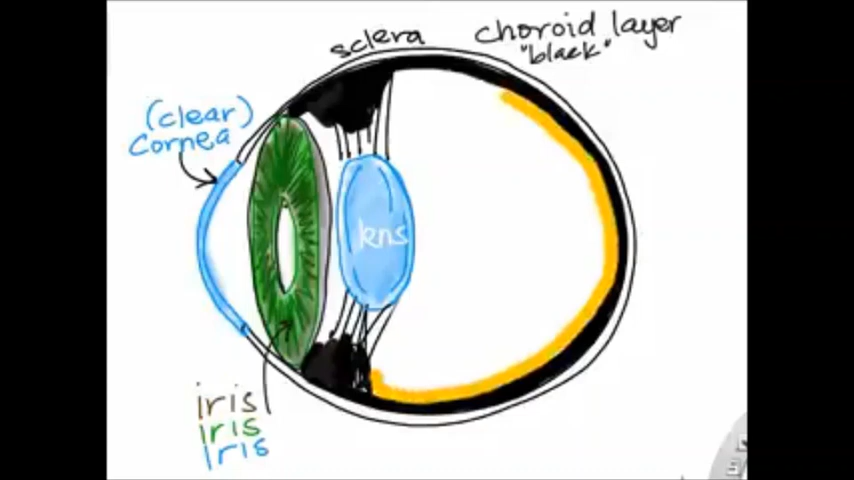 sclera
choroid layer
"black"
(clear)
Cornea
lens
iris
iris
iris